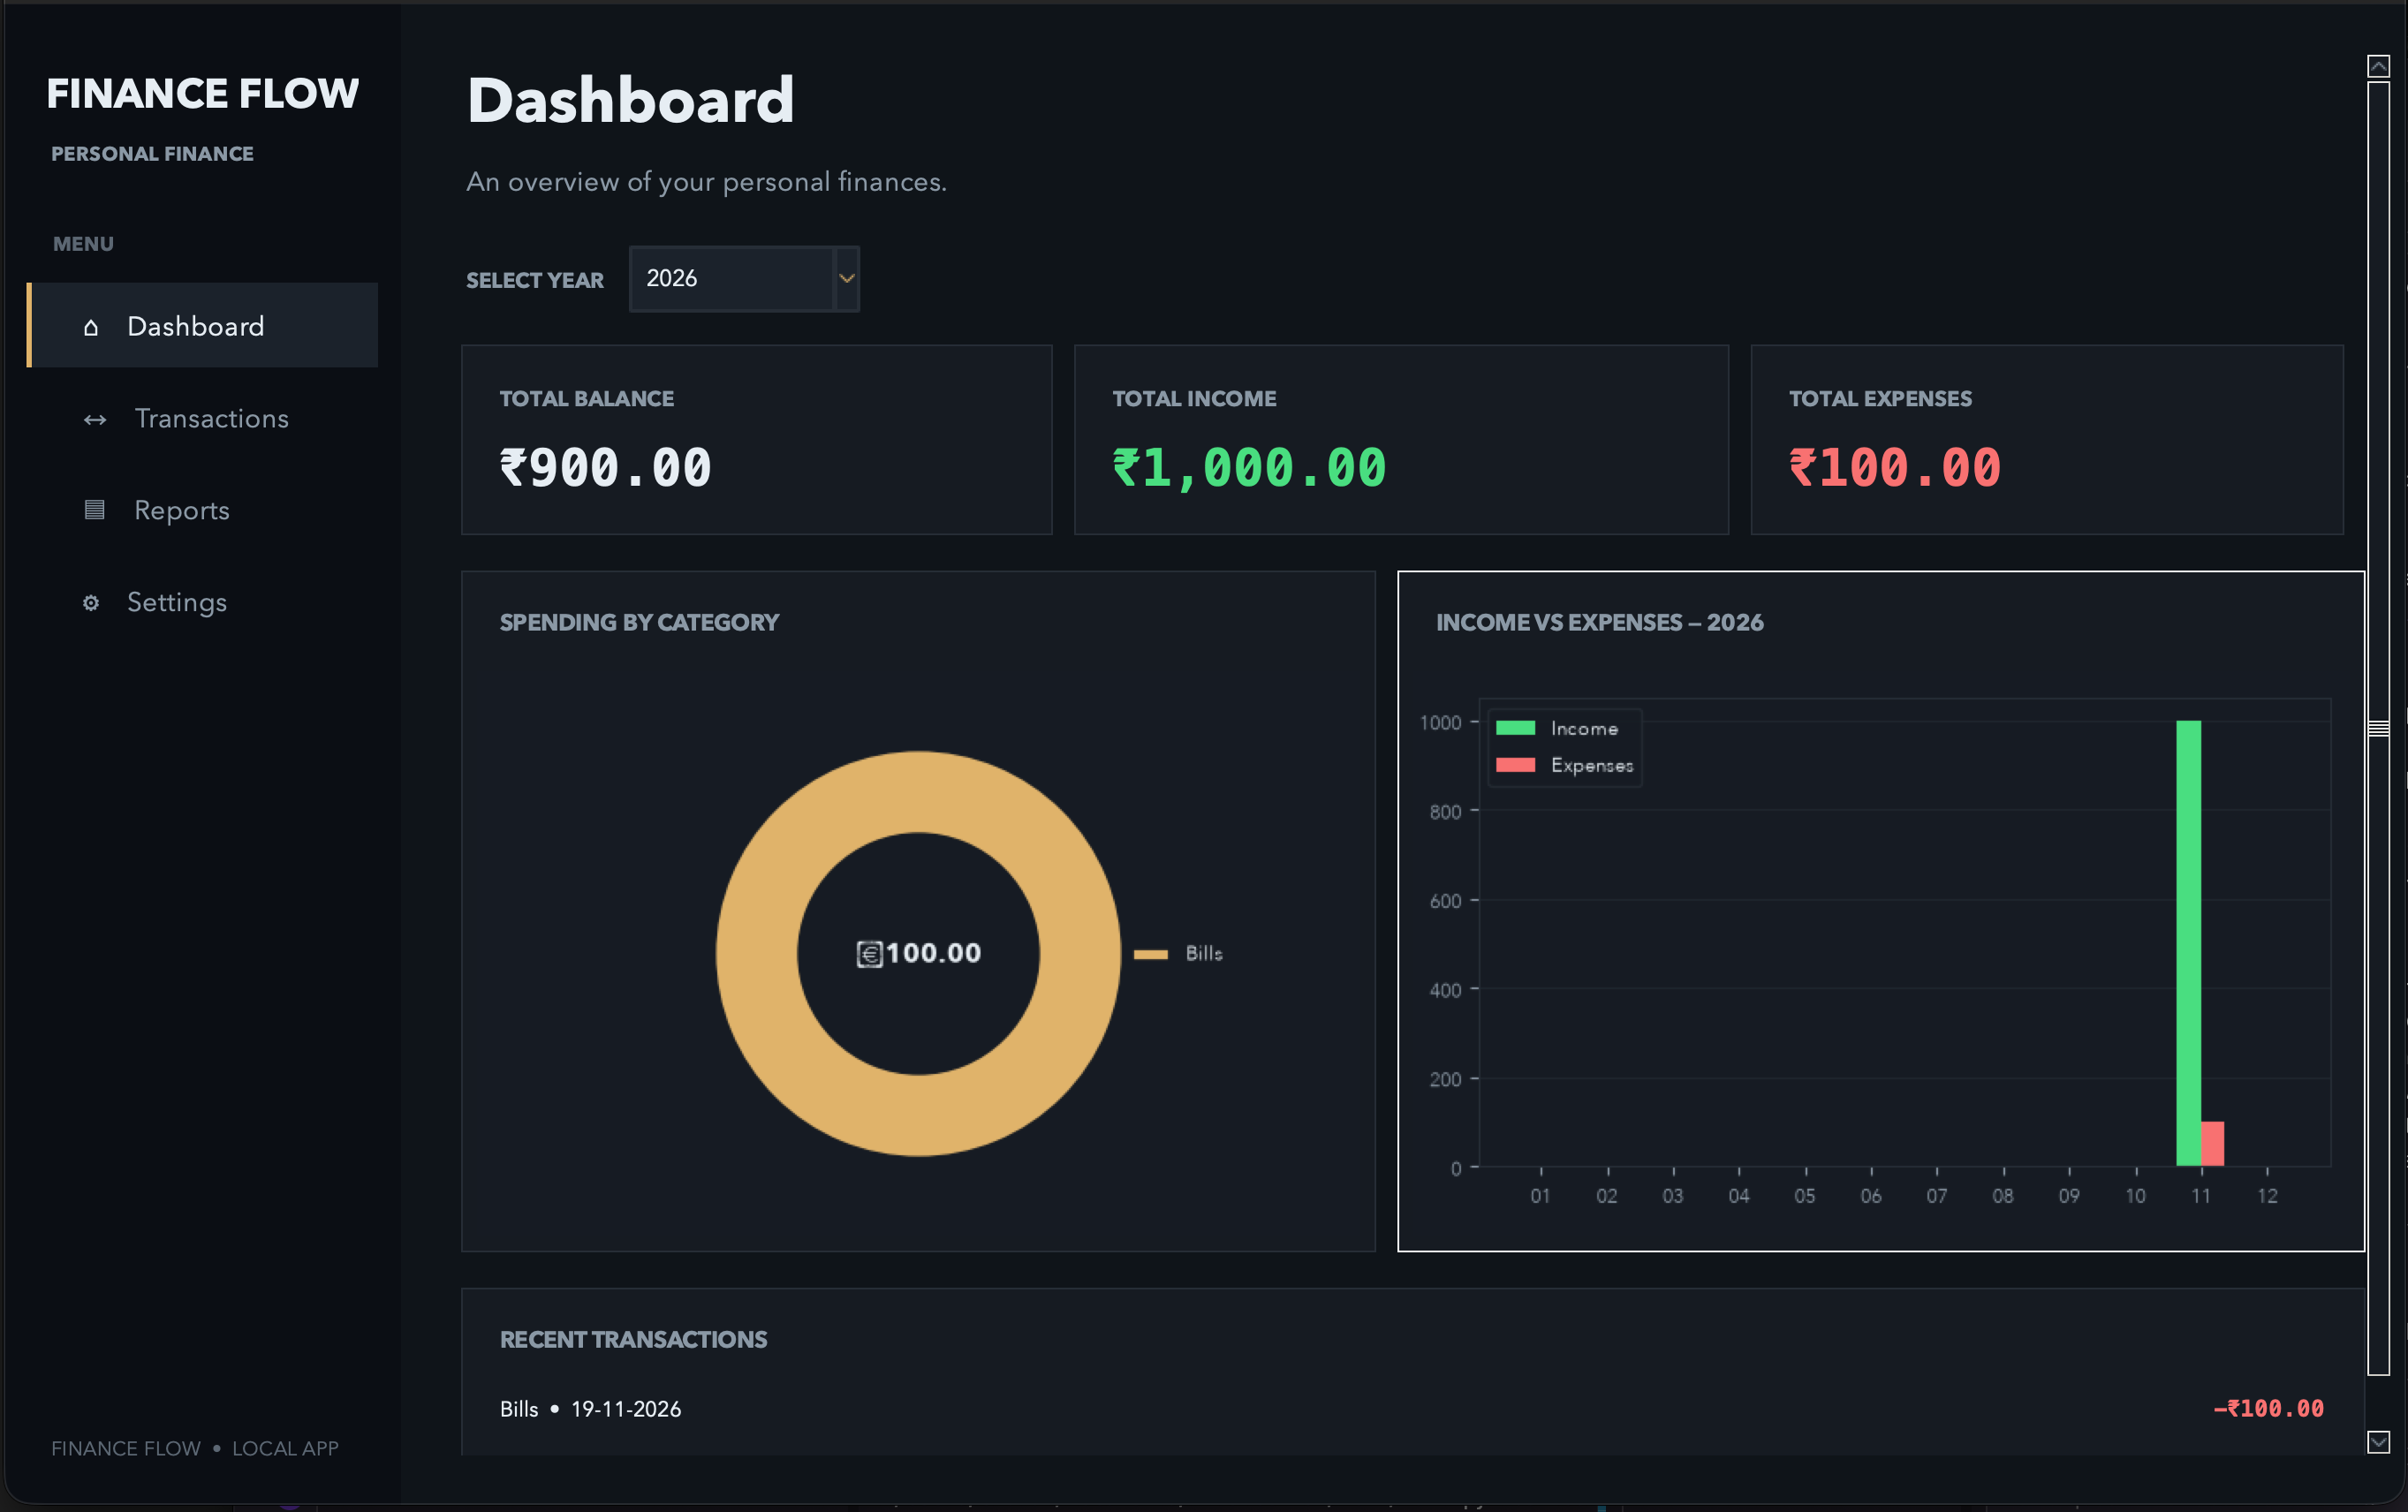 FINANCE FLOW
PERSONAL FINANCE
MENU
Dashboard
Transactions
Reports
Settings
FINANCE FLOW • LOCAL APP
Dashboard
An overview of your personal finances.
SELECT YEAR
2026
TOTAL BALANCE
₹900.00
TOTAL INCOME
₹1,000.00
TOTAL EXPENSES
₹100.00
SPENDING BY CATEGORY
100.00
Bills
INCOME VS EXPENSES – 2026
Income
Expenses
1000
800
600
400
200
0
01 02 03 04 05 06 07 08 09 10 11 12
RECENT TRANSACTIONS
Bills • 19-11-2026
–₹100.00